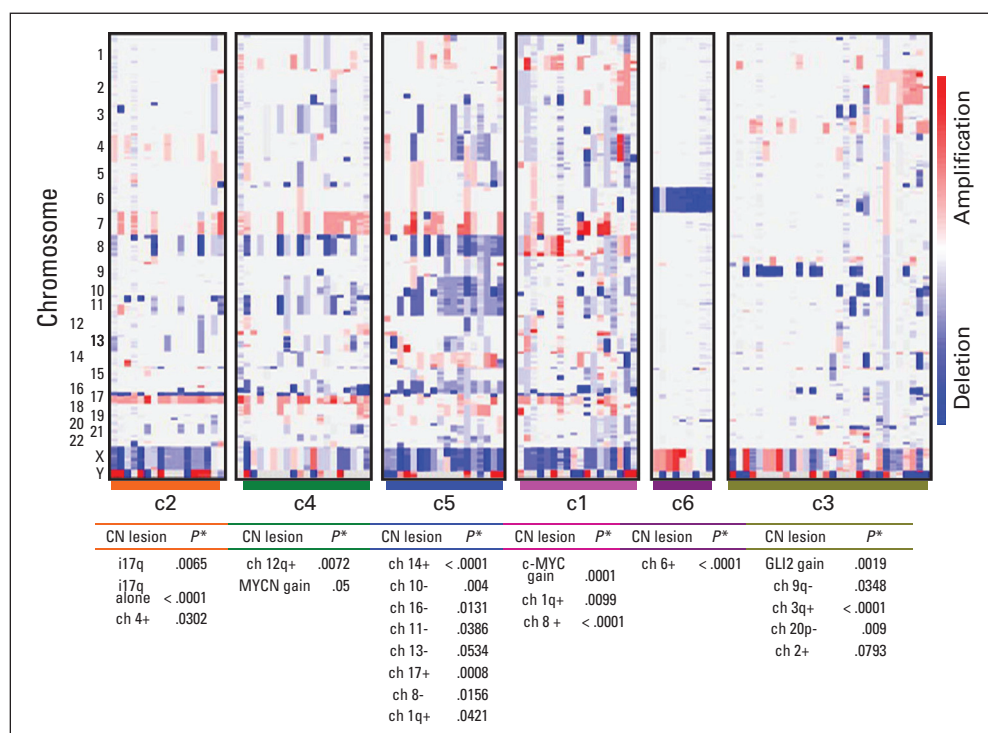 Chromosome
1
2
3
4
5
6
7
8
9
10
11
12
13
14
15
16
17
18
19
20
21
22
X
Y
Amplification
Deletion
c2 c4 c5 c1 c6 c3
CN lesion P*
i17q .0065
i17q
alone < .0001
ch 4+ .0302
CN lesion P*
ch 12q+ .0072
MYCN gain .05
CN lesion P*
ch 14+ < .0001
ch 10- .004
ch 16- .0131
ch 11- .0386
ch 13- .0534
ch 17+ .0008
ch 8- .0156
ch 1q+ .0421
CN lesion P*
c-MYC
gain .0001
ch 1q+ .0099
ch 8 + < .0001
CN lesion P*
ch 6+ < .0001
CN lesion P*
GLI2 gain .0019
ch 9q- .0348
ch 3q+ < .0001
ch 20p- .009
ch 2+ .0793